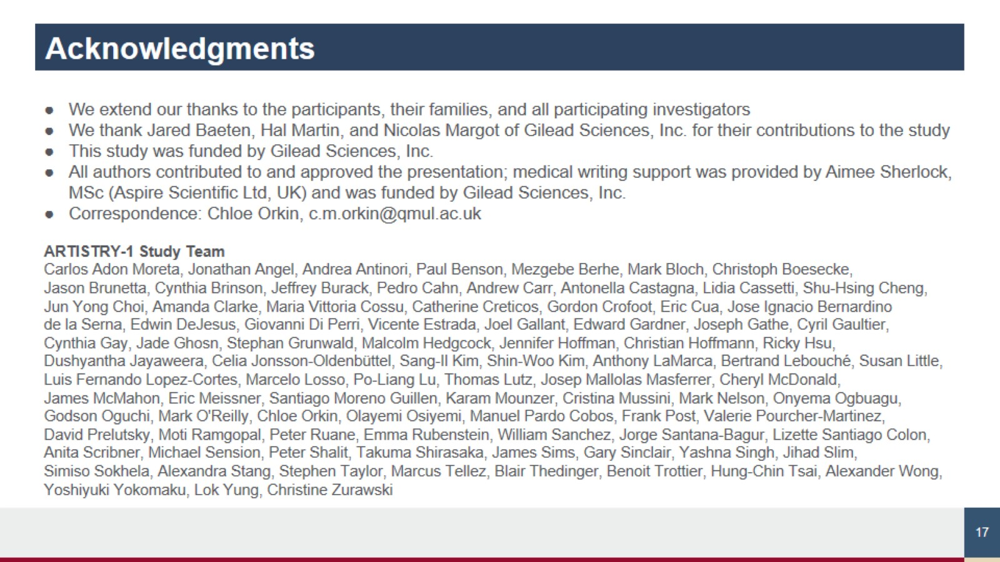 Acknowledgments
● We extend our thanks to the participants, their families, and all participating investigators
● We thank Jared Baeten, Hal Martin, and Nicolas Margot of Gilead Sciences, Inc. for their contributions to the study
● This study was funded by Gilead Sciences, Inc.
● All authors contributed to and approved the presentation; medical writing support was provided by Aimee Sherlock,
MSc (Aspire Scientific Ltd, UK) and was funded by Gilead Sciences, Inc.
● Correspondence: Chloe Orkin, c.m.orkin@qmul.ac.uk
ARTISTRY-1 Study Team
Carlos Adon Moreta, Jonathan Angel, Andrea Antinori, Paul Benson, Mezgebe Berhe, Mark Bloch, Christoph Boesecke,
Jason Brunetta, Cynthia Brinson, Jeffrey Burack, Pedro Cahn, Andrew Carr, Antonella Castagna, Lidia Cassetti, Shu-Hsing Cheng,
Jun Yong Choi, Amanda Clarke, Maria Vittoria Cossu, Catherine Creticos, Gordon Crofoot, Eric Cua, Jose Ignacio Bernardino
de la Serna, Edwin DeJesus, Giovanni Di Perri, Vicente Estrada, Joel Gallant, Edward Gardner, Joseph Gathe, Cyril Gaultier,
Cynthia Gay, Jade Ghosn, Stephan Grunwald, Malcolm Hedgcock, Jennifer Hoffman, Christian Hoffmann, Ricky Hsu,
Dushyantha Jayaweera, Celia Jonsson-Oldenbüttel, Sang-Il Kim, Shin-Woo Kim, Anthony LaMarca, Bertrand Lebouché, Susan Little,
Luis Fernando Lopez-Cortes, Marcelo Losso, Po-Liang Lu, Thomas Lutz, Josep Mallolas Masferrer, Cheryl McDonald,
James McMahon, Eric Meissner, Santiago Moreno Guillen, Karam Mounzer, Cristina Mussini, Mark Nelson, Onyema Ogbuagu,
Godson Oguchi, Mark O'Reilly, Chloe Orkin, Olayemi Osiyemi, Manuel Pardo Cobos, Frank Post, Valerie Pourcher-Martinez,
David Prelutsky, Moti Ramgopal, Peter Ruane, Emma Rubenstein, William Sanchez, Jorge Santana-Bagur, Lizette Santiago Colon,
Anita Scribner, Michael Sension, Peter Shalit, Takuma Shirasaka, James Sims, Gary Sinclair, Yashna Singh, Jihad Slim,
Simiso Sokhela, Alexandra Stang, Stephen Taylor, Marcus Tellez, Blair Thedinger, Benoit Trottier, Hung-Chin Tsai, Alexander Wong,
Yoshiyuki Yokomaku, Lok Yung, Christine Zurawski
17